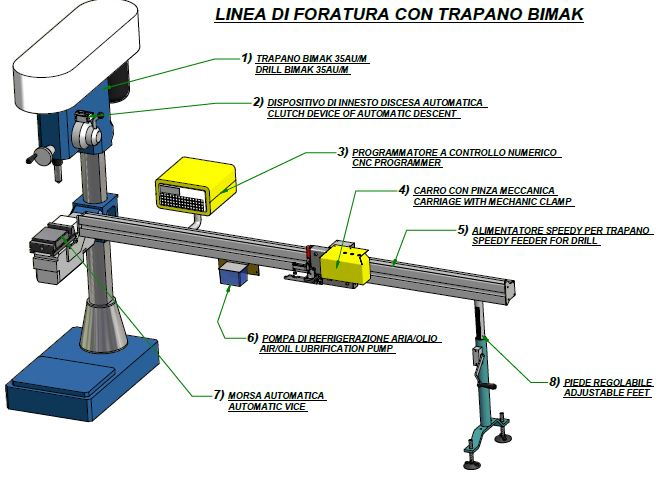 LINEA DI FORATURA CON TRAPANO BIMAK
1) TRAPANO BIMAK 35AU/M
DRILL BIMAK 35AU/M
2) DISPOSITIVO DI INNESTO DISCESA AUTOMATICA
CLUTCH DEVICE OF AUTOMATIC DESCENT
3) PROGRAMMATORE A CONTROLLO NUMERICO
CNC PROGRAMMER
4) CARRO CON PINZA MECCANICA
CARRIAGE WITH MECHANIC CLAMP
5) ALIMENTATORE SPEEDY PER TRAPANO
SPEEDY FEEDER FOR DRILL
6) POMPA DI REFRIGERAZIONE ARIA/OLIO
AIR/OIL LUBRIFICATION PUMP
7) MORSA AUTOMATICA
AUTOMATIC VICE
8) PIEDE REGOLABILE
ADJUSTABLE FEET